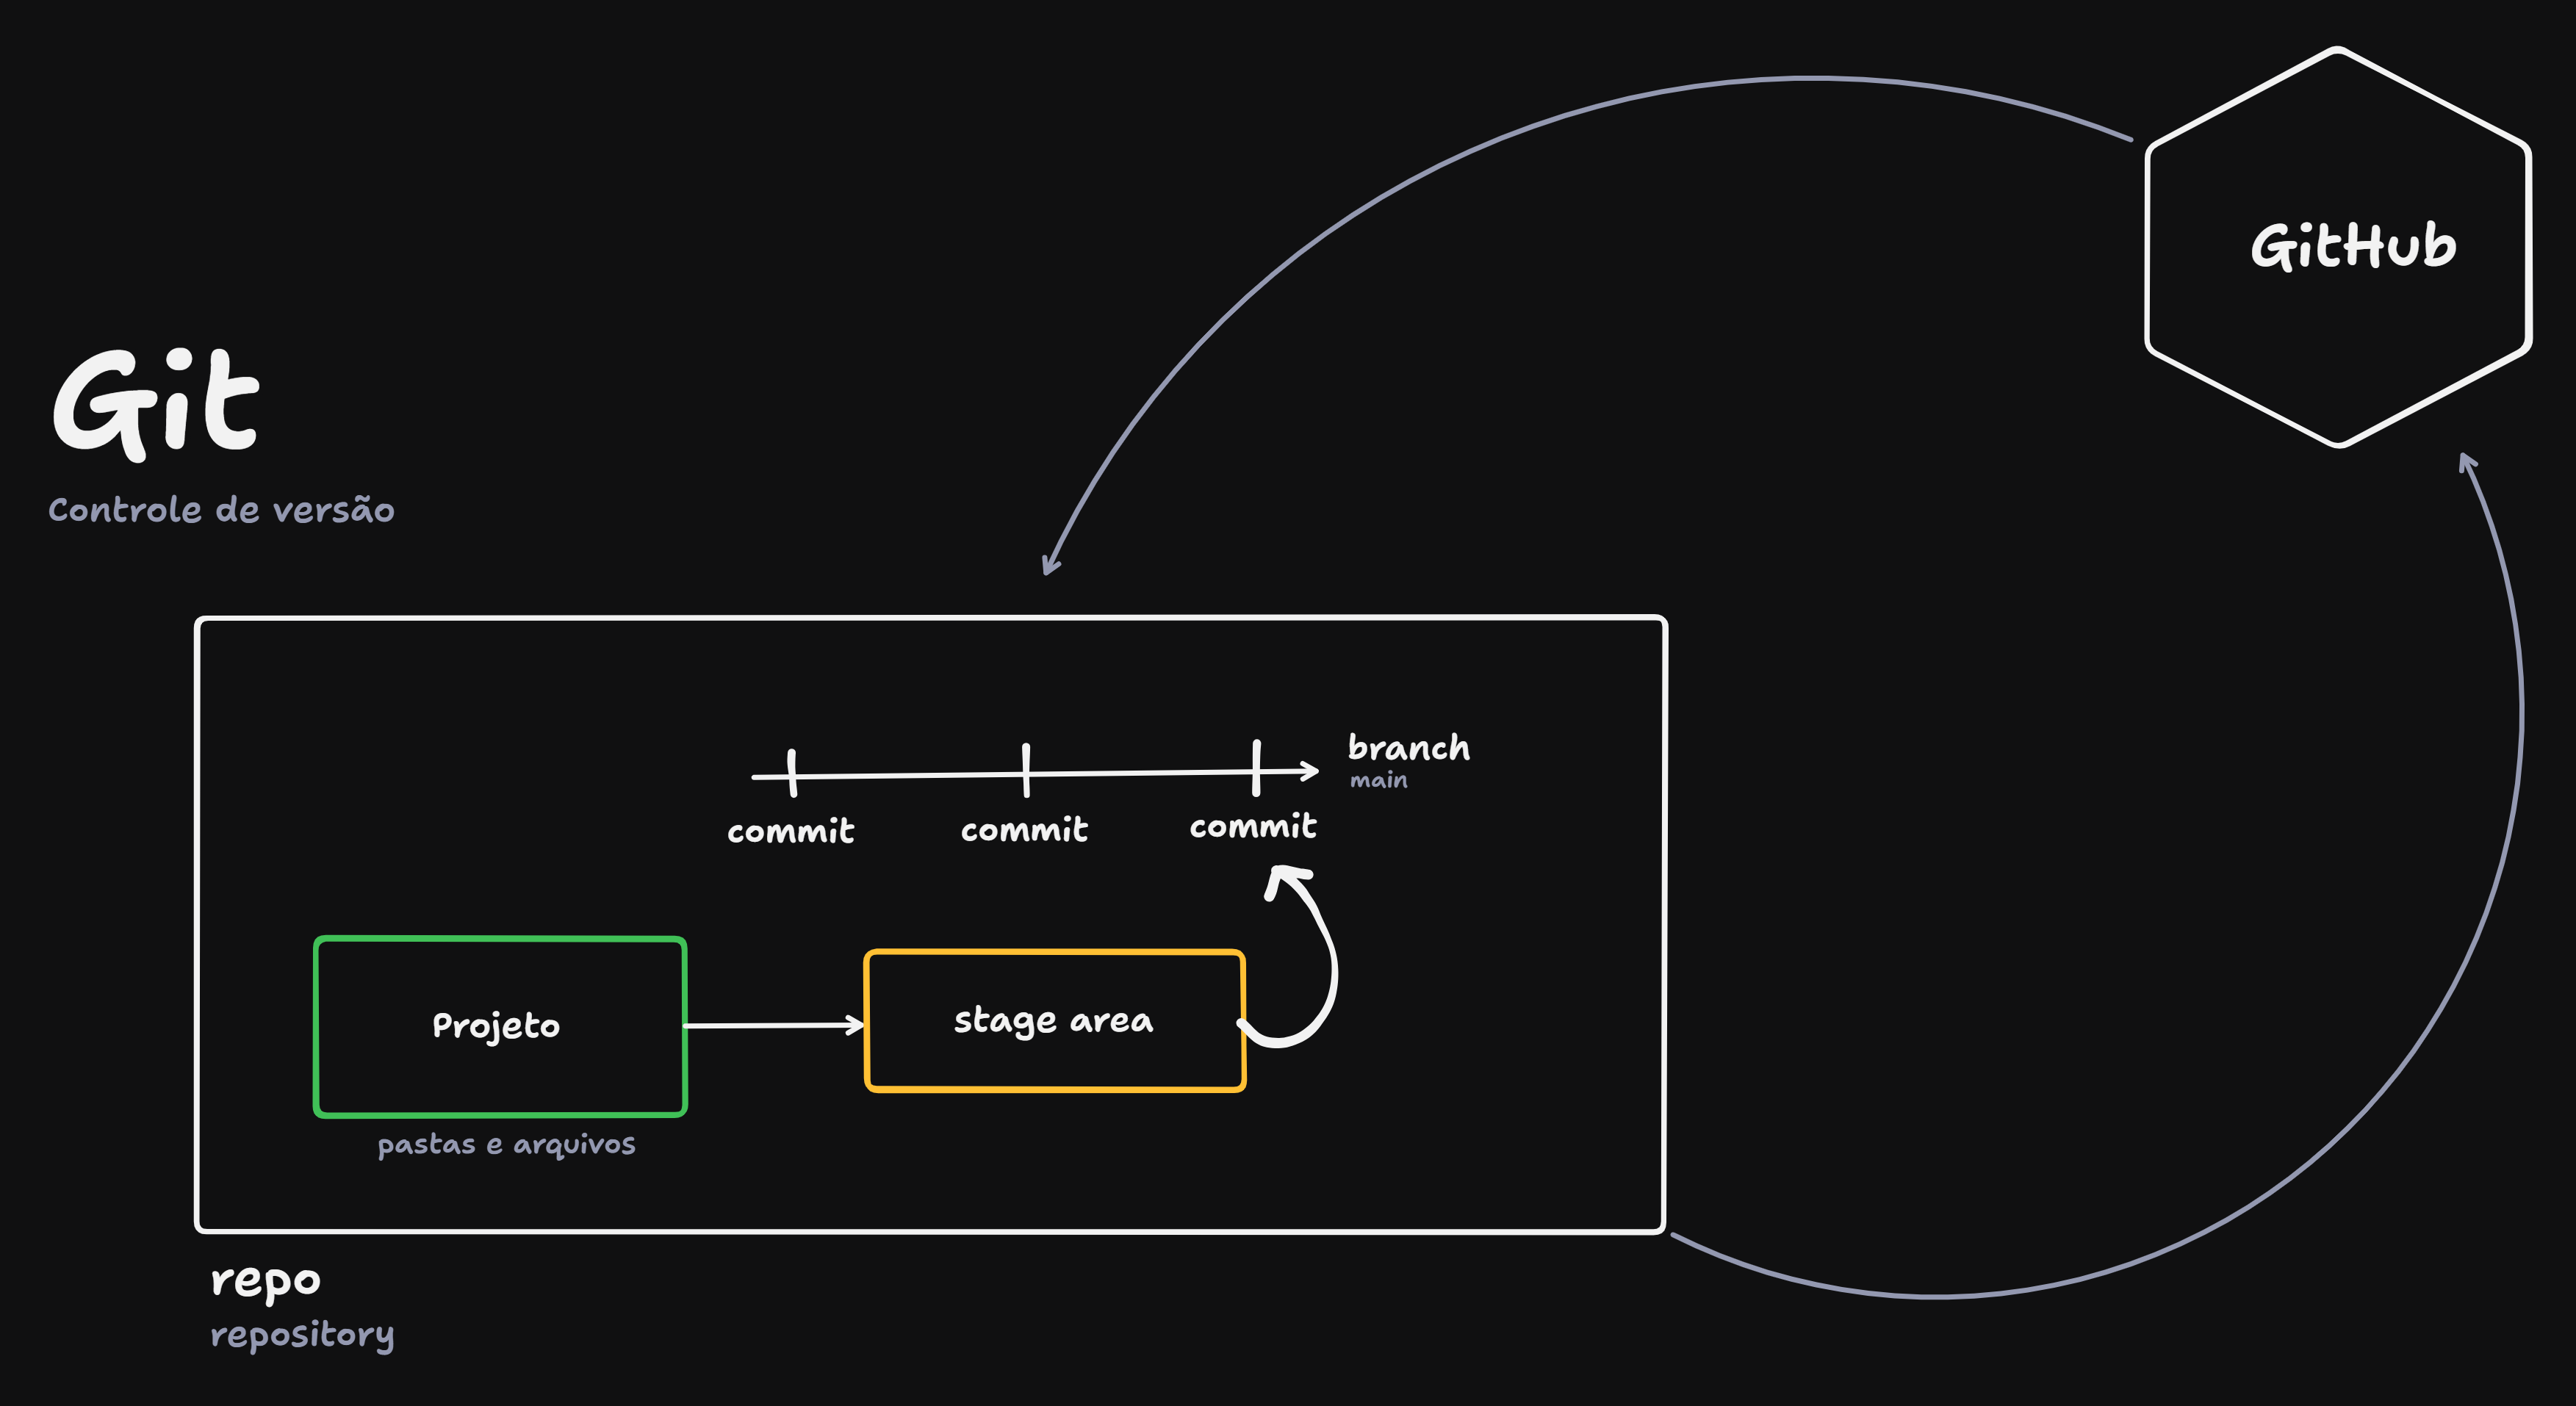 GitHub
Git
Controle de versão
branch
main
commit
commit
commit
Projeto
stage area
pastas e arquivos
repo
repository